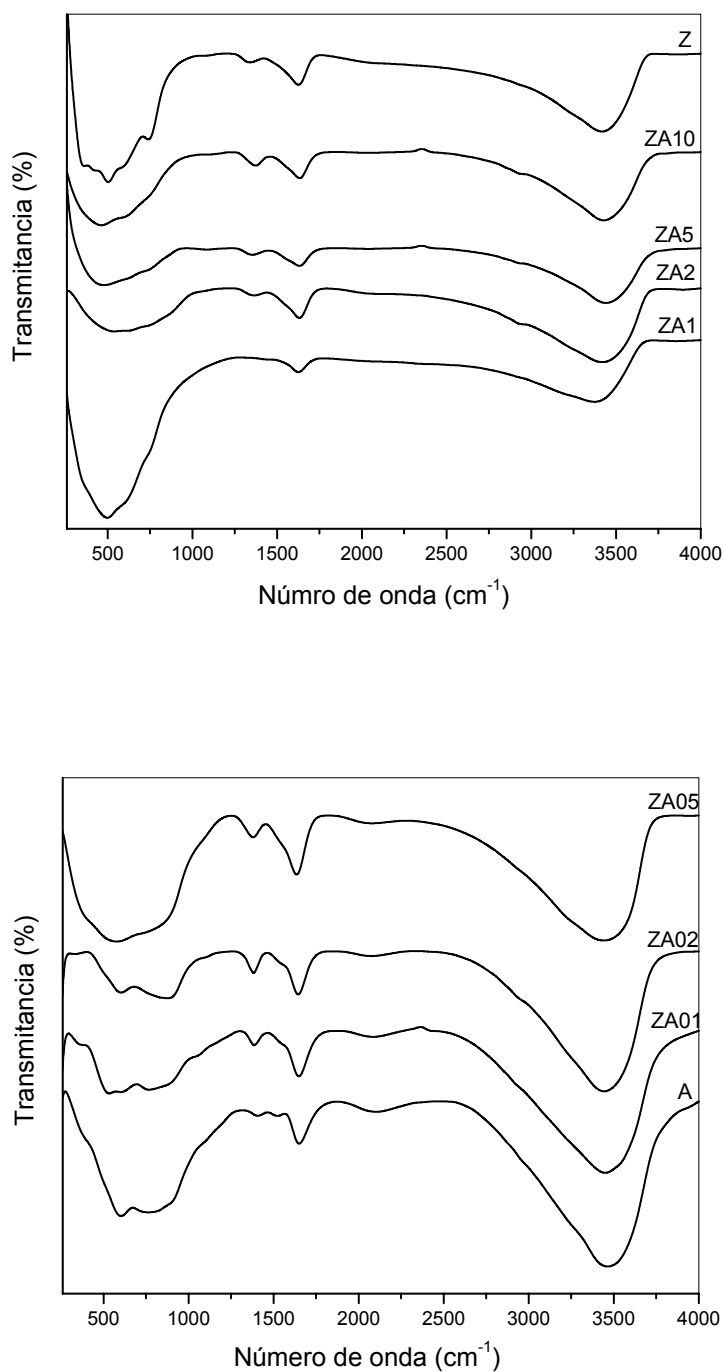 Z
ZA10
ZA5
ZA2
ZA1
Transmitancia (%)
500 1000 1500 2000 2500 3000 3500 4000
Númro de onda (cm⁻¹)
ZA05
ZA02
ZA01
A
Transmitancia (%)
500 1000 1500 2000 2500 3000 3500 4000
Número de onda (cm⁻¹)